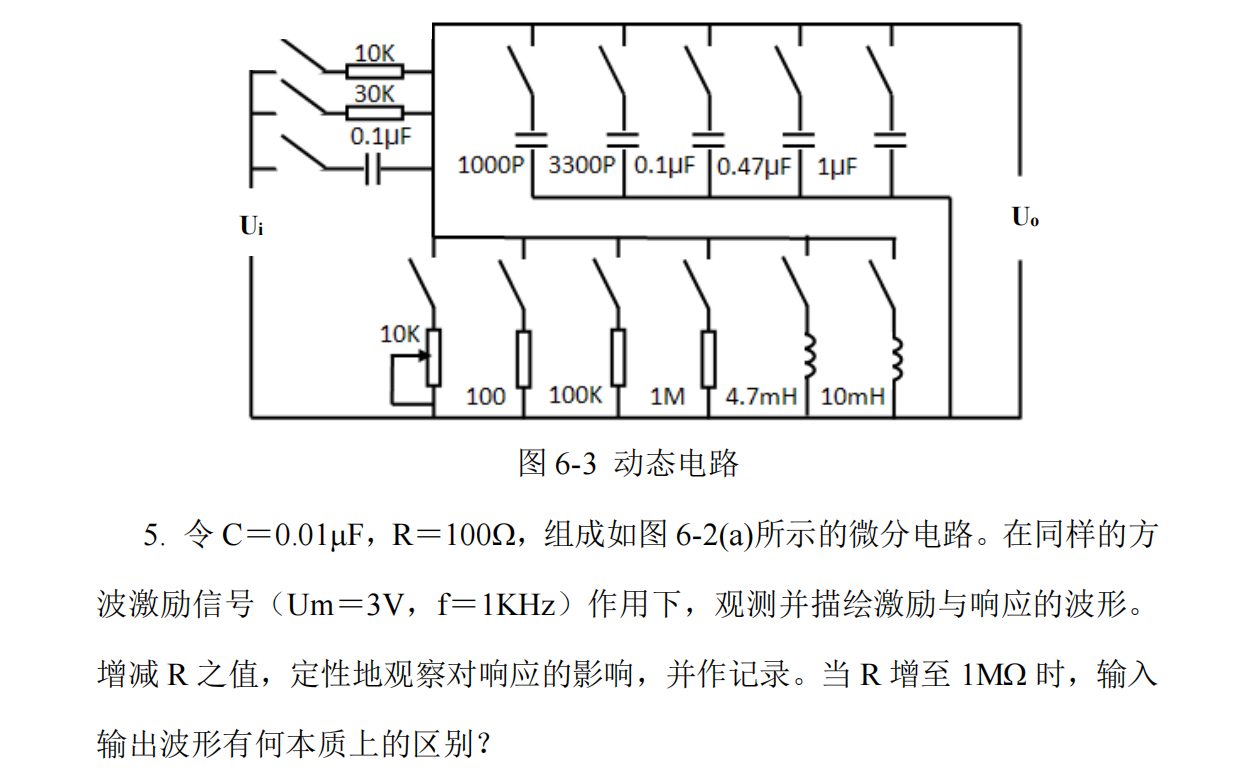 10K
30K
0.1μF
1000P 3300P 0.1μF 0.47μF 1μF
Ui Uo
10K
100 100K 1M 4.7mH 10mH
图 6-3 动态电路
5. 令 C＝0.01μF，R＝100Ω，组成如图 6-2(a)所示的微分电路。在同样的方
波激励信号（Um＝3V，f＝1KHz）作用下，观测并描绘激励与响应的波形。
增减 R 之值，定性地观察对响应的影响，并作记录。当 R 增至 1MΩ 时，输入
输出波形有何本质上的区别？